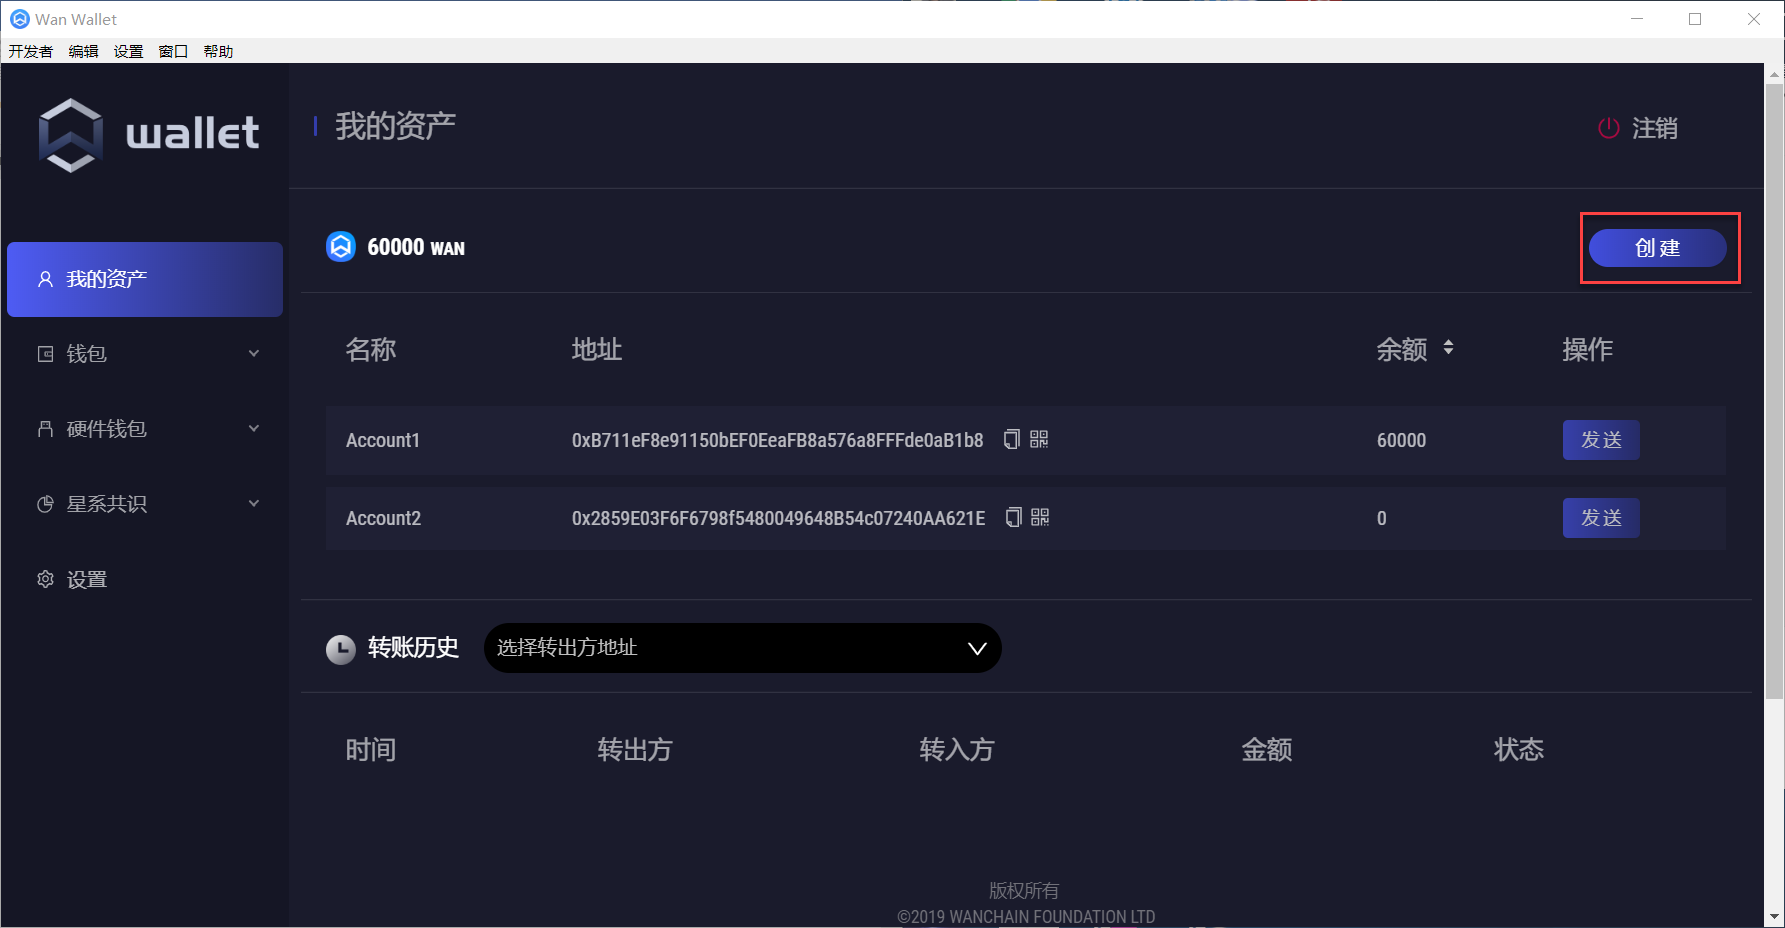 Wan Wallet
开发者 编辑 设置 窗口 帮助
wallet
我的资产
注销
我的资产
钱包
硬件钱包
星系共识
设置
60000 WAN
创建
名称 地址 余额 操作
Account1 0xB711eF8e91150bEF0EeaFB8a576a8FFFde0aB1b8 60000 发送
Account2 0x2859E03F6F6798f5480049648B54c07240AA621E 0 发送
转账历史 选择转出方地址
时间 转出方 转入方 金额 状态
版权所有
©2019 WANCHAIN FOUNDATION LTD